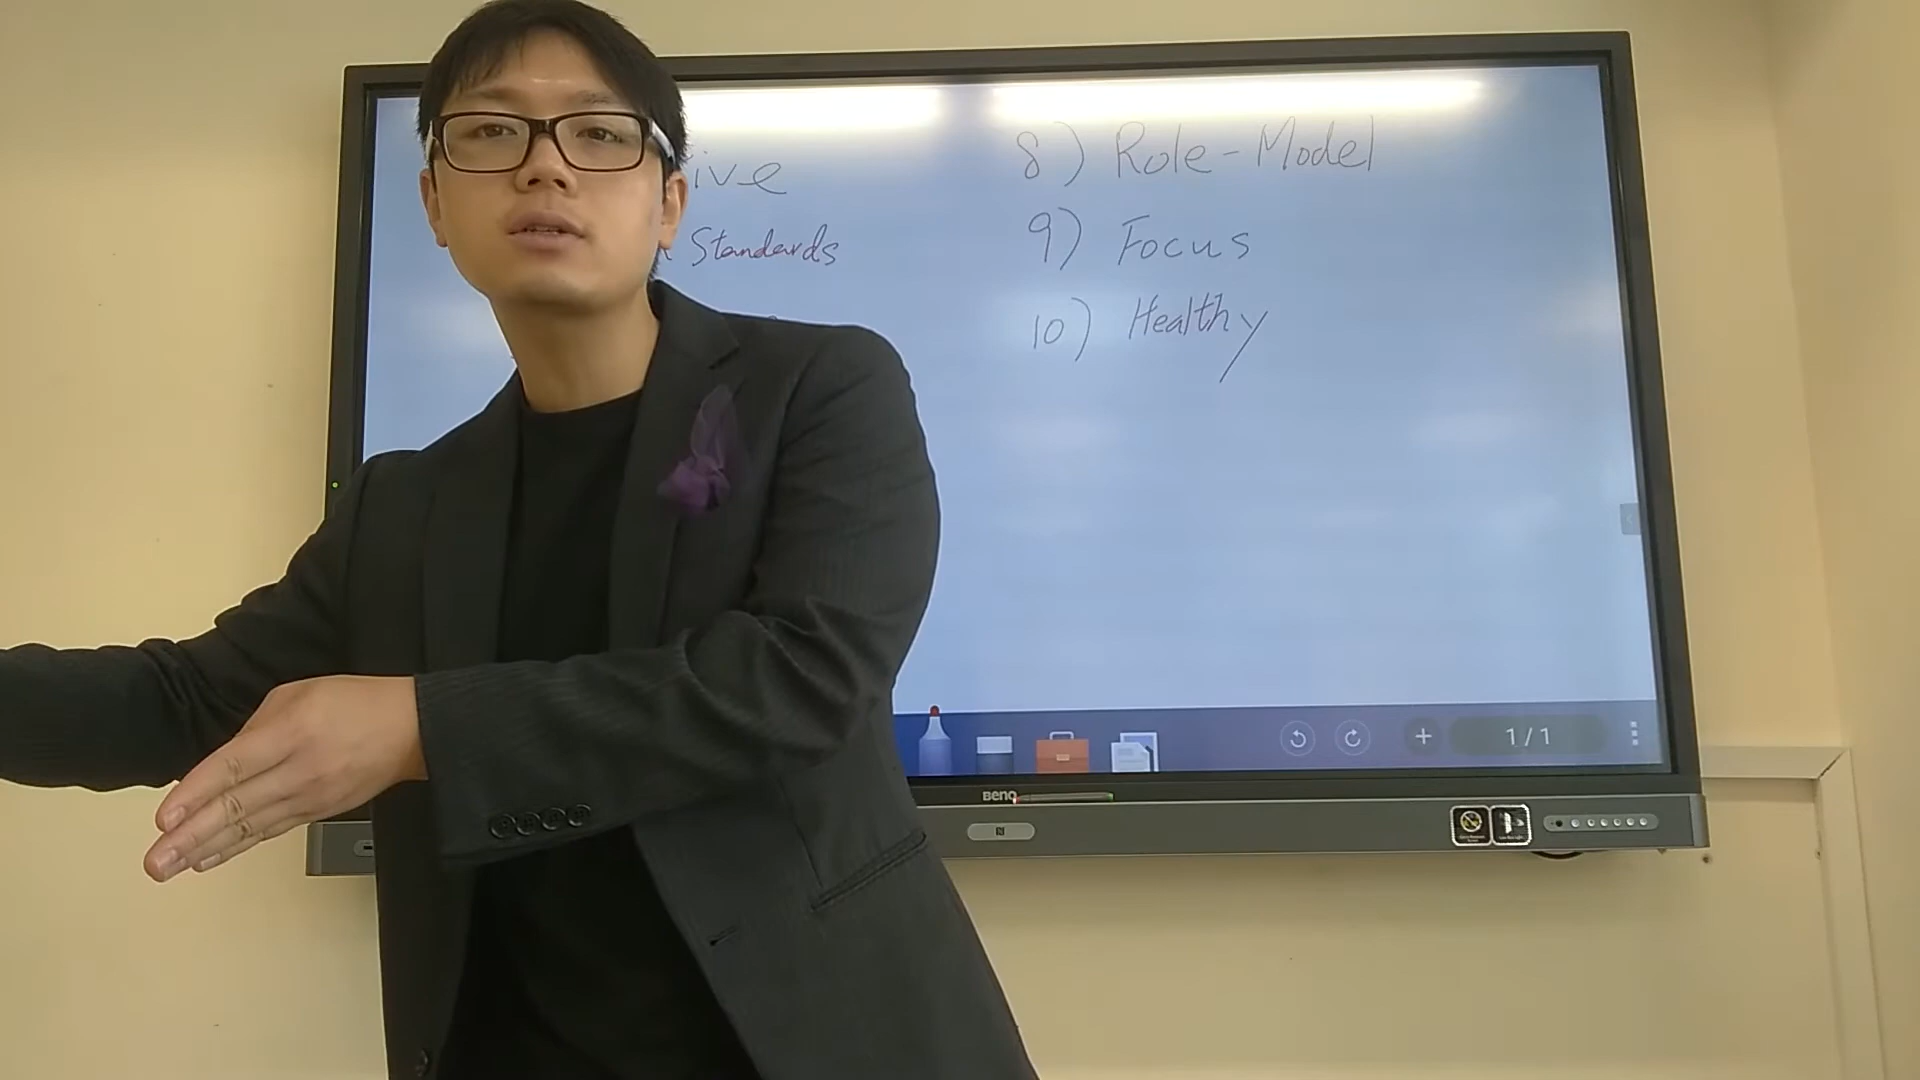 ive
Standards
8) Role-Model
9) Focus
10) Healthy
1/1
BenQ